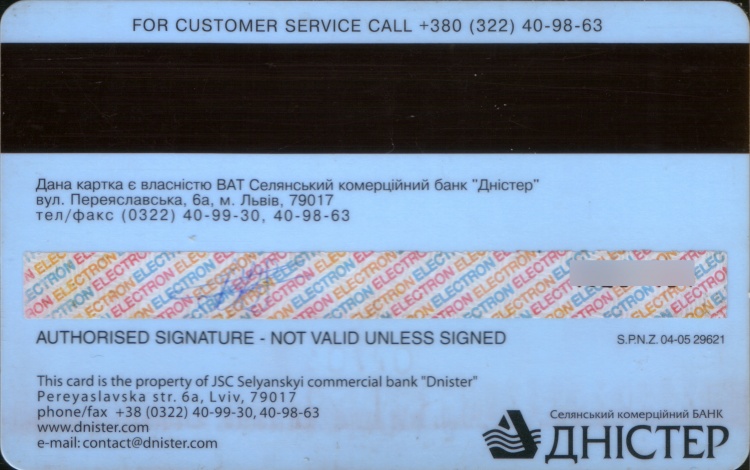 FOR CUSTOMER SERVICE CALL +380 (322) 40-98-63
Дана картка є власністю ВАТ Селянський комерційний банк "Дністер"
вул. Переяславська, 6а, м. Львів, 79017
тел/факс (0322) 40-99-30, 40-98-63
ELECTRON ELECTRON ELECTRON ELECTRON ELECTRON
AUTHORISED SIGNATURE - NOT VALID UNLESS SIGNED
S.P.N.Z. 04-05 29621
This card is the property of JSC Selyanskyi commercial bank "Dnister"
Pereyaslavska str. 6a, Lviv, 79017
phone/fax +38 (0322) 40-99-30, 40-98-63
www.dnister.com
e-mail: contact@dnister.com
Селянський комерційний БАНК
ДНІСТЕР